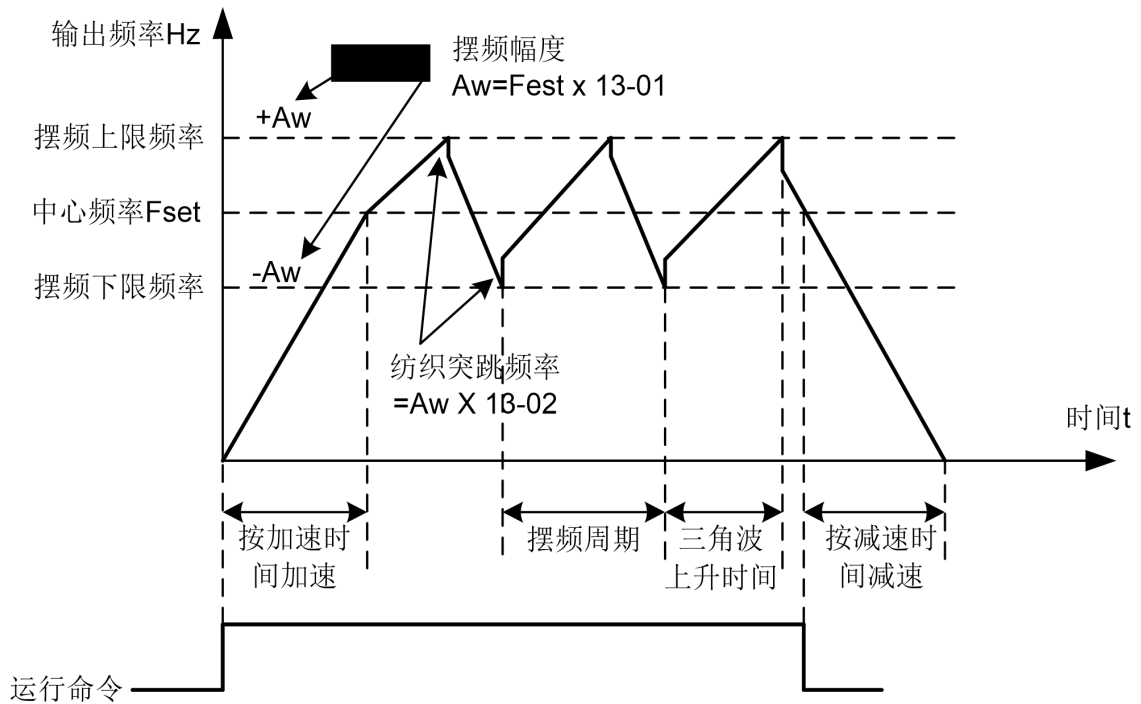 输出频率Hz
摆频幅度
Aw=Fest x 13-01
+Aw
摆频上限频率
中心频率Fset
-Aw
摆频下限频率
纺织突跳频率
=Aw X 13-02
时间t
按加速时
间加速
摆频周期
三角波
上升时间
按减速时
间减速
运行命令